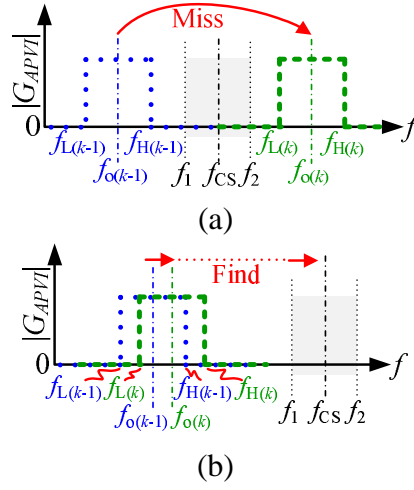 Miss
|G_APVI|
0
f
f_L(k-1) f_H(k-1) f_L(k) f_H(k)
f_o(k-1) f_1 f_CS f_2 f_o(k)
(a)
Find
|G_APVI|
0
f
f_L(k-1) f_L(k) f_H(k-1) f_H(k) f_1 f_CS f_2
f_o(k-1) f_o(k)
(b)